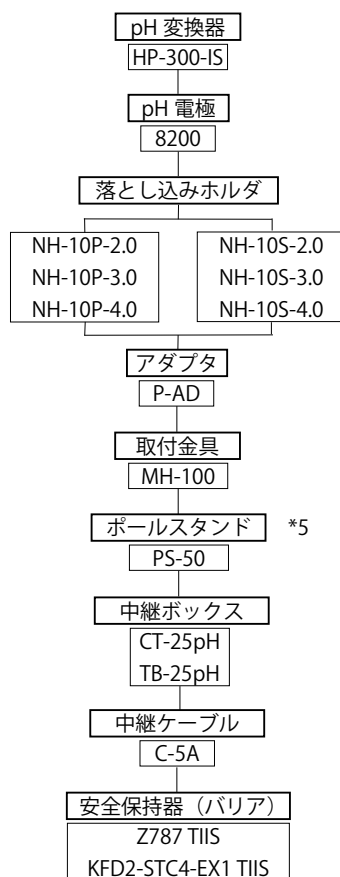 pH 変換器
HP-300-IS
pH 電極
8200
落とし込みホルダ
NH-10P-2.0
NH-10P-3.0
NH-10P-4.0
NH-10S-2.0
NH-10S-3.0
NH-10S-4.0
アダプタ
P-AD
取付金具
MH-100
ポールスタンド *5
PS-50
中継ボックス
CT-25pH
TB-25pH
中継ケーブル
C-5A
安全保持器（バリア）
Z787 TIIS
KFD2-STC4-EX1 TIIS